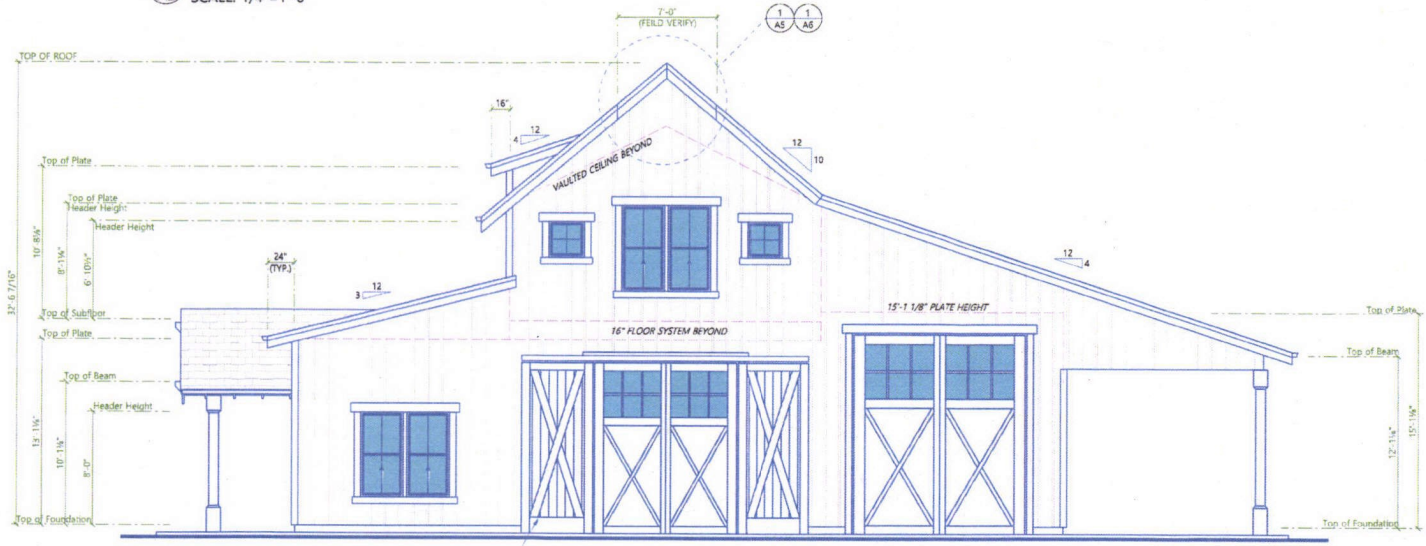 7'-0"
(FEILD VERIFY)
1 1
A5 A6
TOP OF ROOF
16"
12
4
12
10
VAULTED CEILING BEYOND
Top of Plate
Top of Plate
Header Height
Header Height
10'-8⅛"
8'-1⅛"
6'-10½"
32'-6 7/16"
24"
(TYP.)
12
3
12
4
Top of Subfloor
Top of Plate
16" FLOOR SYSTEM BEYOND
15'-1 1/8" PLATE HEIGHT
Top of Plate
Top of Beam
Top of Beam
Header Height
13'-1⅛"
10'-1⅛"
8'-0"
12'-1⅛"
15'-1⅛"
Top of Foundation
Top of Foundation